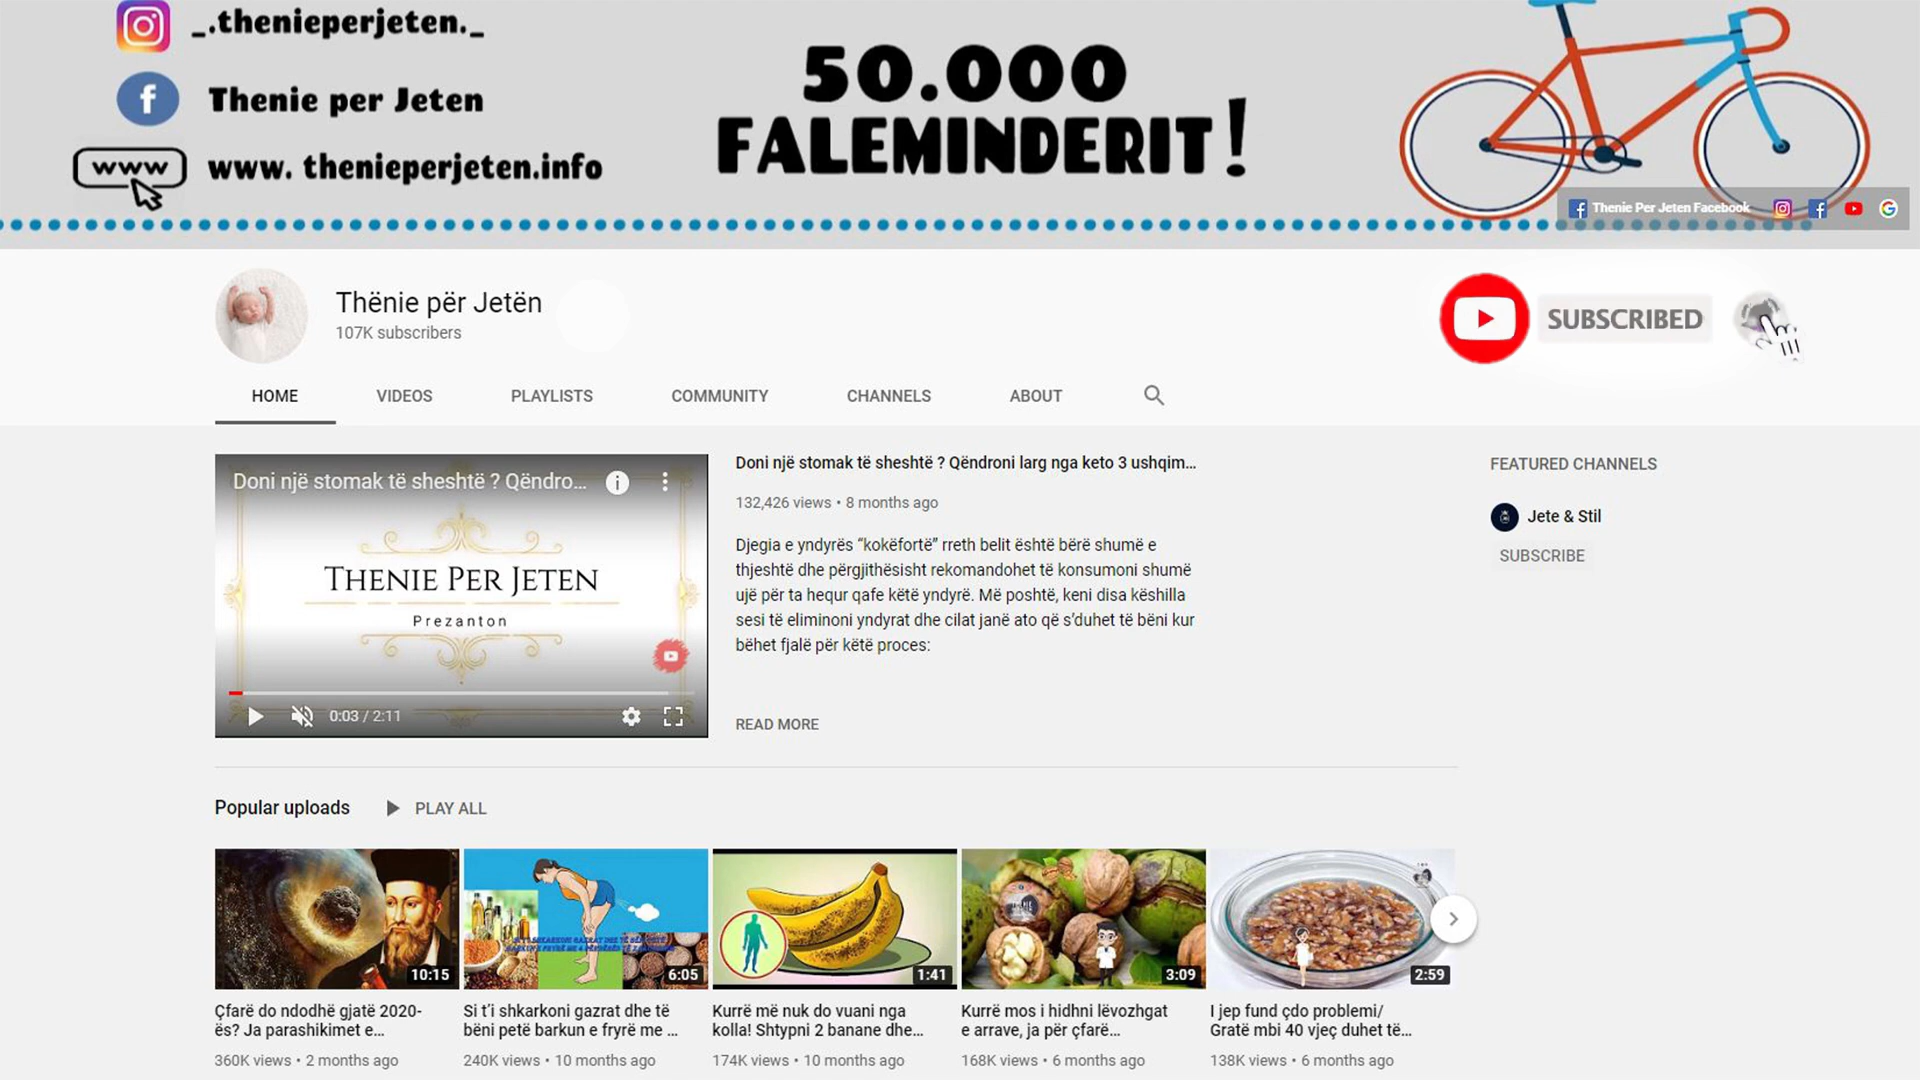 _.thenieperjeten._
Thenie per Jeten
www
www. thenieperjeten.info
50.000
FALEMINDERIT!
Thenie Per Jeten Facebook
Thënie për Jetën
107K subscribers
SUBSCRIBED
HOME VIDEOS PLAYLISTS COMMUNITY CHANNELS ABOUT
Doni një stomak të sheshtë ? Qëndro...
THENIE PER JETEN
Prezanton
0:03 / 2:11
Doni një stomak të sheshtë ? Qëndroni larg nga keto 3 ushqim...
132,426 views • 8 months ago
Djegia e yndyrës “kokëfortë” rreth belit është bërë shumë e
thjeshtë dhe përgjithësisht rekomandohet të konsumoni shumë
ujë për ta hequr qafe këtë yndyrë. Më poshtë, keni disa këshilla
sesi të eliminoni yndyrat dhe cilat janë ato që s’duhet të bëni kur
bëhet fjalë për këtë proces:
READ MORE
FEATURED CHANNELS
Jete & Stil
SUBSCRIBE
Popular uploads PLAY ALL
10:15
Çfarë do ndodhë gjatë 2020-
ës? Ja parashikimet e...
360K views • 2 months ago
6:05
Si t’i shkarkoni gazrat dhe të
bëni petë barkun e fryrë me ...
240K views • 10 months ago
1:41
Kurrë më nuk do vuani nga
kolla! Shtypni 2 banane dhe...
174K views • 10 months ago
3:09
Kurrë mos i hidhni lëvozhgat
e arrave, ja për çfarë...
168K views • 6 months ago
2:59
I jep fund çdo problemi/
Gratë mbi 40 vjeç duhet të...
138K views • 6 months ago